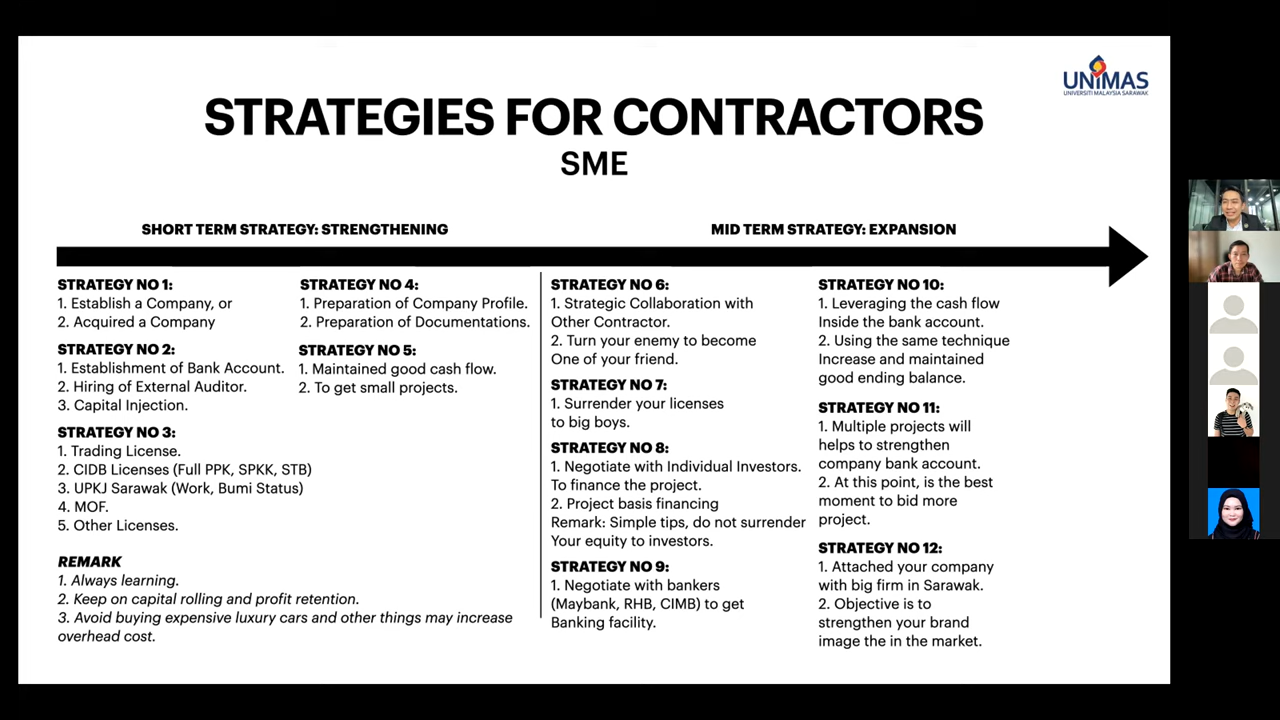 UNIMAS
UNIVERSITI MALAYSIA SARAWAK
STRATEGIES FOR CONTRACTORS
SME
SHORT TERM STRATEGY: STRENGTHENING
STRATEGY NO 1:
1. Establish a Company, or
2. Acquired a Company
STRATEGY NO 2:
1. Establishment of Bank Account.
2. Hiring of External Auditor.
3. Capital Injection.
STRATEGY NO 3:
1. Trading License.
2. CIDB Licenses (Full PPK, SPKK, STB)
3. UPKJ Sarawak (Work, Bumi Status)
4. MOF.
5. Other Licenses.
STRATEGY NO 4:
1. Preparation of Company Profile.
2. Preparation of Documentations.
STRATEGY NO 5:
1. Maintained good cash flow.
2. To get small projects.
REMARK
1. Always learning.
2. Keep on capital rolling and profit retention.
3. Avoid buying expensive luxury cars and other things may increase
overhead cost.
MID TERM STRATEGY: EXPANSION
STRATEGY NO 6:
1. Strategic Collaboration with
Other Contractor.
2. Turn your enemy to become
One of your friend.
STRATEGY NO 7:
1. Surrender your licenses
to big boys.
STRATEGY NO 8:
1. Negotiate with Individual Investors.
To finance the project.
2. Project basis financing
Remark: Simple tips, do not surrender
Your equity to investors.
STRATEGY NO 9:
1. Negotiate with bankers
(Maybank, RHB, CIMB) to get
Banking facility.
STRATEGY NO 10:
1. Leveraging the cash flow
Inside the bank account.
2. Using the same technique
Increase and maintained
good ending balance.
STRATEGY NO 11:
1. Multiple projects will
helps to strengthen
company bank account.
2. At this point, is the best
moment to bid more
project.
STRATEGY NO 12:
1. Attached your company
with big firm in Sarawak.
2. Objective is to
strengthen your brand
image the in the market.